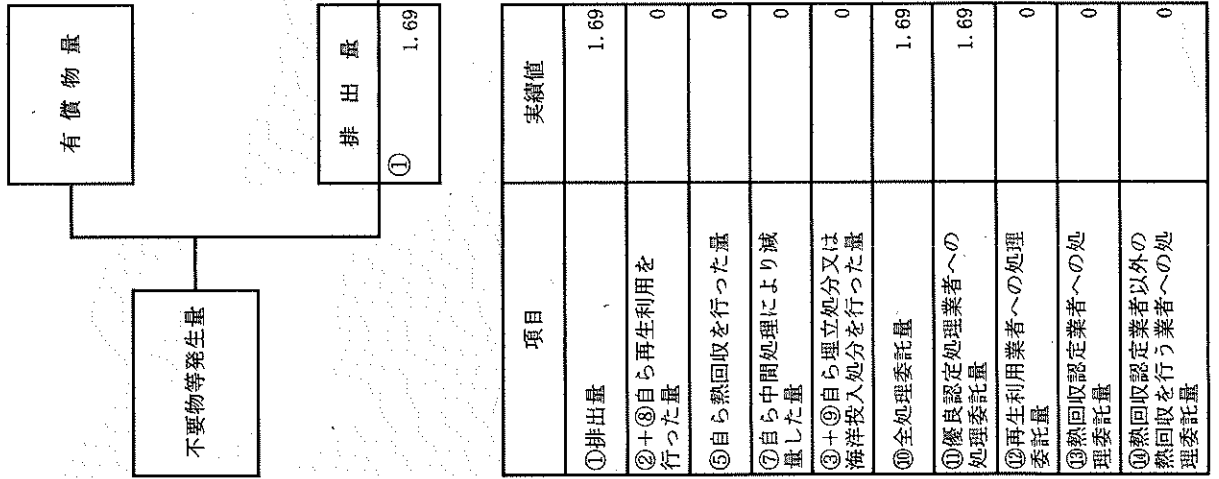 不要物等発生量
有償物量
排出量
① 1.69
項目 実績値
①排出量 1.69
②+⑧自ら再生利用を
行った量 0
⑤自ら熱回収を行った量 0
⑦自ら中間処理により減
量した量 0
③+⑨自ら埋立処分又は
海洋投入処分を行った量 0
⑩全処理委託量 1.69
⑪優良認定処理業者への
処理委託量 1.69
⑫再生利用業者への処理
委託量 0
⑬熱回収認定業者への処
理委託量 0
⑭熱回収認定業者以外の
熱回収を行う業者への処
理委託量 0